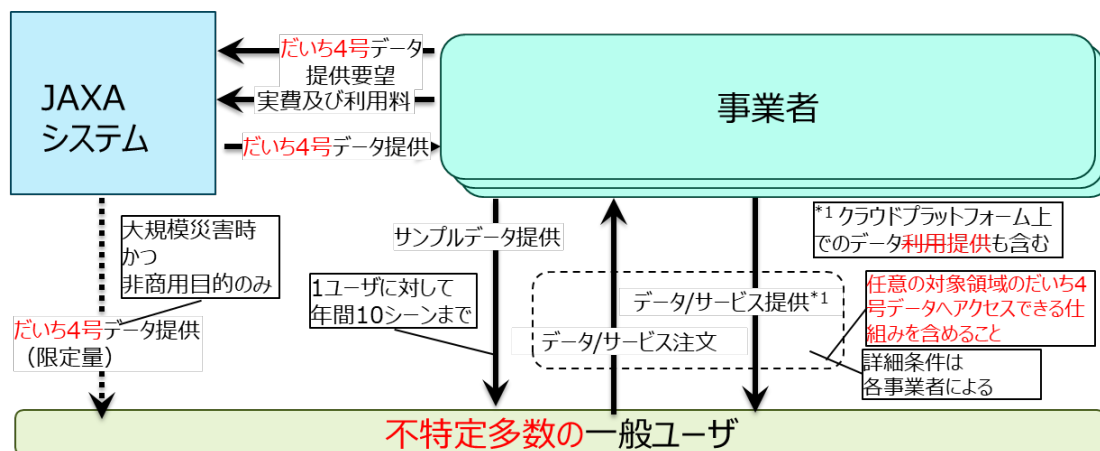 JAXA
システム
だいち4号データ
提供要望
実費及び利用料
だいち4号データ提供
事業者
大規模災害時
かつ
非商用目的のみ
だいち4号データ提供
（限定量）
サンプルデータ提供
1ユーザに対して
年間10シーンまで
*1 クラウドプラットフォーム上
でのデータ利用提供も含む
データ/サービス提供*1
データ/サービス注文
任意の対象領域のだいち4
号データへアクセスできる仕
組みを含めること
詳細条件は
各事業者による
不特定多数の一般ユーザ